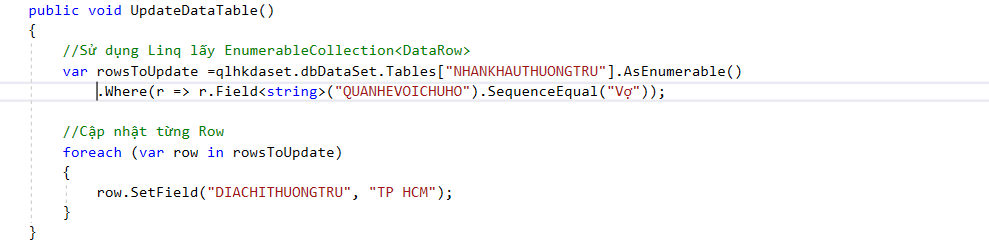 public void UpdateDataTable()
{
//Sử dụng Linq lấy EnumerableCollection<DataRow>
var rowsToUpdate =qlhkdaset.dbDataSet.Tables["NHANKHAUTHUONGTRU"].AsEnumerable()
.Where(r => r.Field<string>("QUANHEVOICHUHO").SequenceEqual("Vợ"));
//Cập nhật từng Row
foreach (var row in rowsToUpdate)
{
row.SetField("DIACHITHUONGTRU", "TP HCM");
}
}